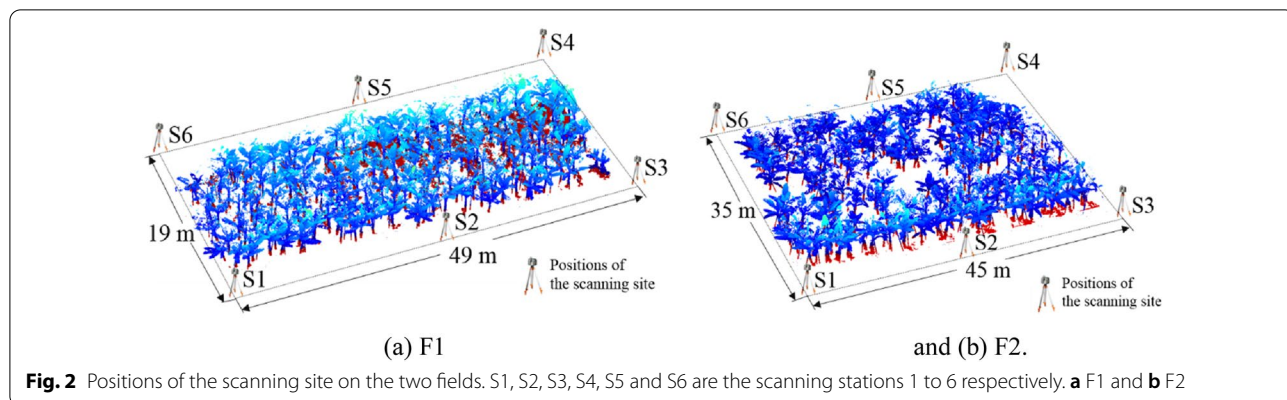 S4
S5
S6
S3
S2
S1
19 m
49 m
Positions of
the scanning site
(a) F1
S4
S5
S6
S3
S2
S1
35 m
45 m
Positions of
the scanning site
and (b) F2.
Fig. 2 Positions of the scanning site on the two fields. S1, S2, S3, S4, S5 and S6 are the scanning stations 1 to 6 respectively. a F1 and b F2